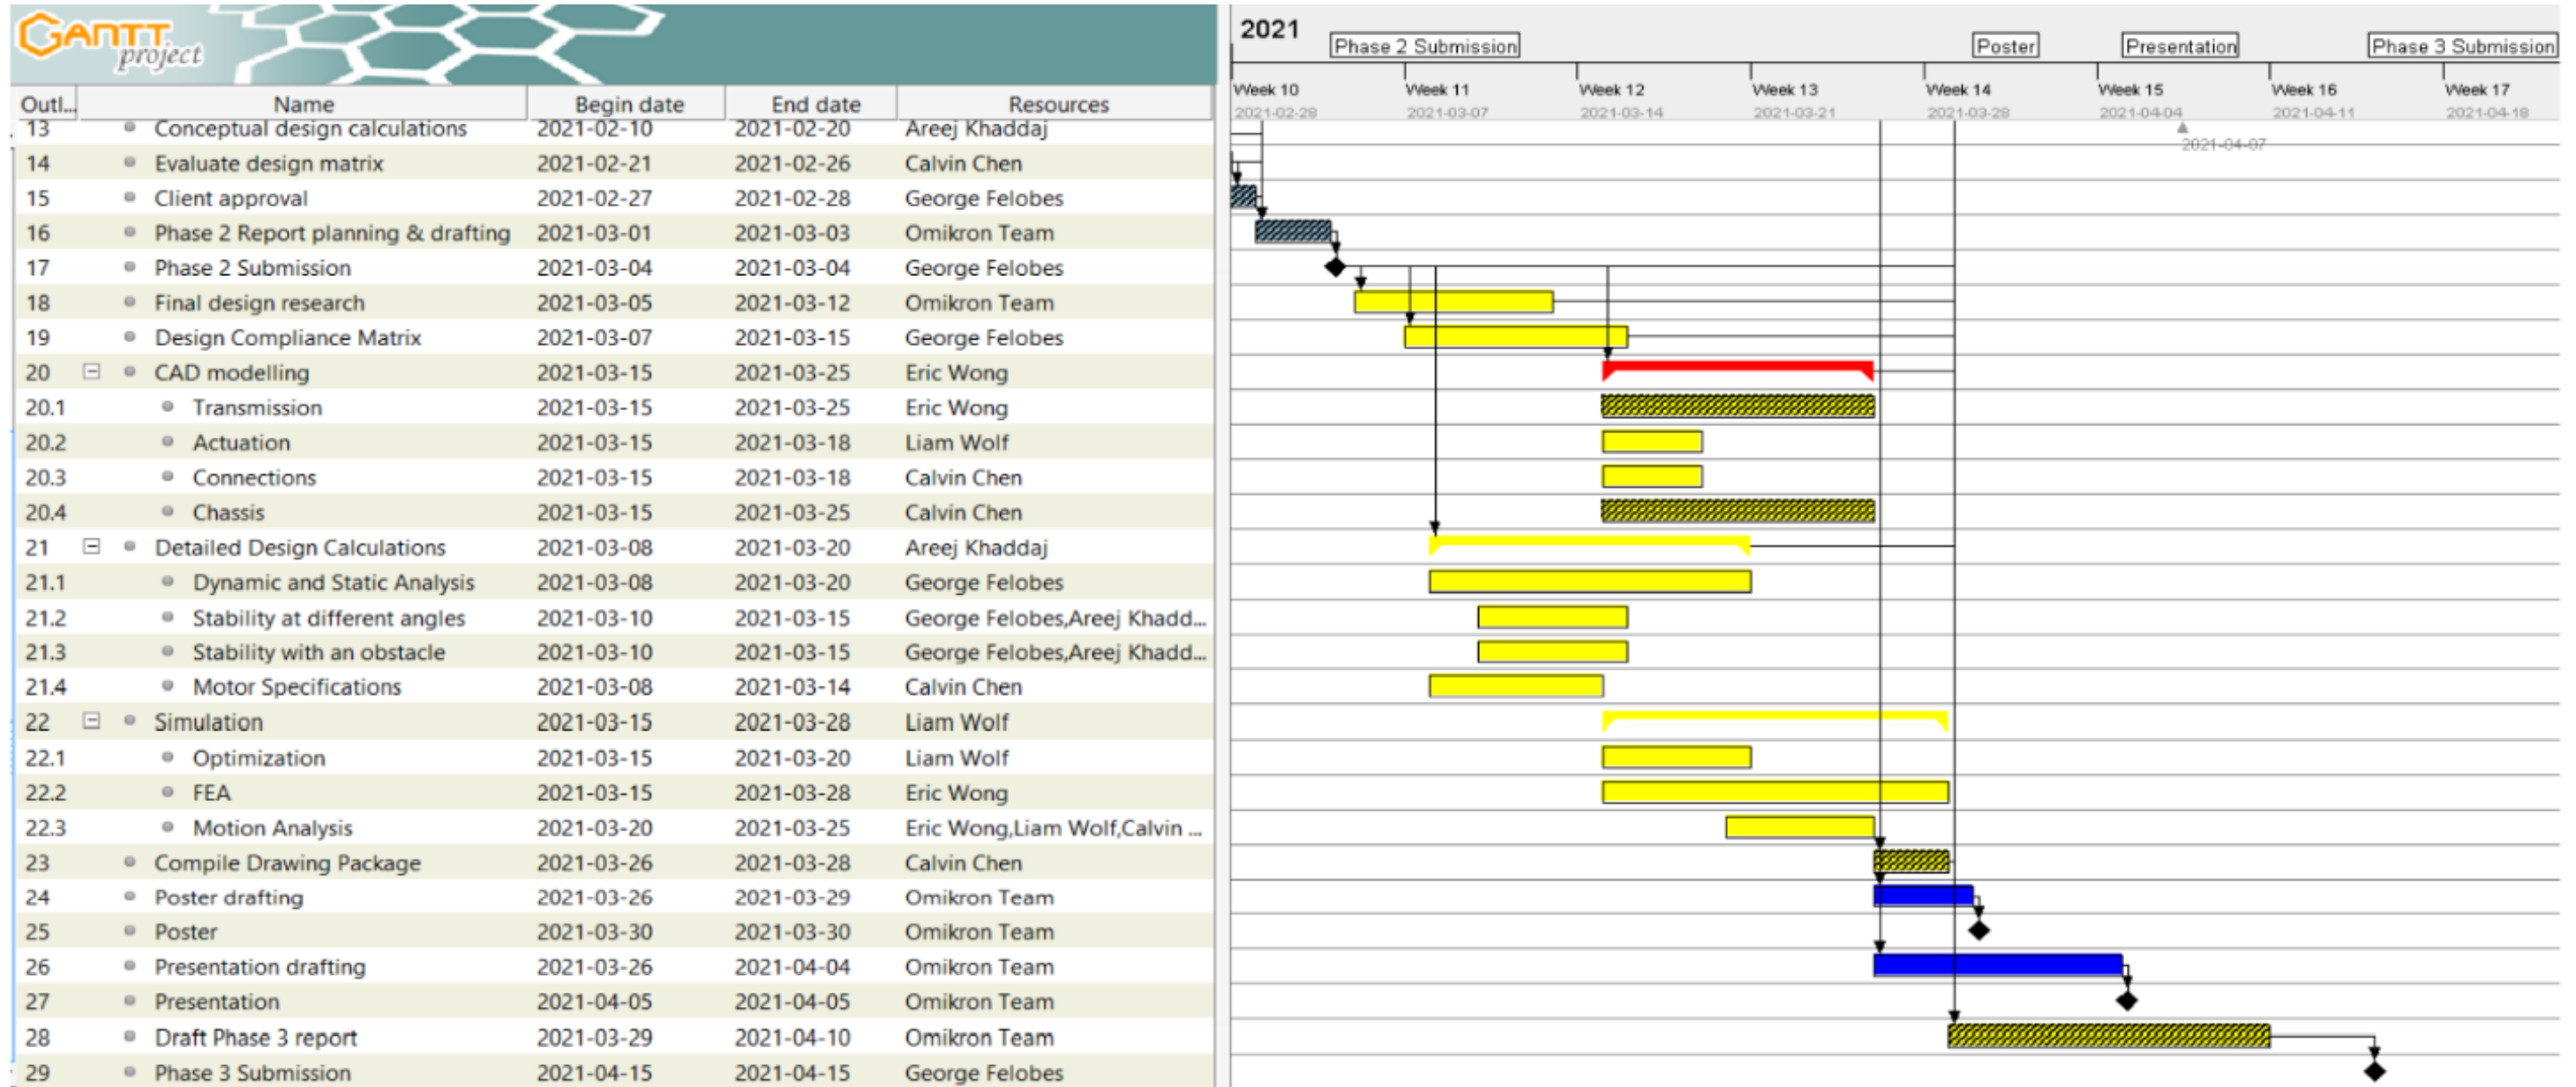 GANTT project
2021
Phase 2 Submission Poster Presentation Phase 3 Submission
Week 10 Week 11 Week 12 Week 13 Week 14 Week 15 Week 16 Week 17
2021-02-28 2021-03-07 2021-03-14 2021-03-21 2021-03-28 2021-04-04 2021-04-11 2021-04-18
2021-04-07
Outl... Name Begin date End date Resources
13 Conceptual design calculations 2021-02-10 2021-02-20 Areej Khaddaj
14 Evaluate design matrix 2021-02-21 2021-02-26 Calvin Chen
15 Client approval 2021-02-27 2021-02-28 George Felobes
16 Phase 2 Report planning & drafting 2021-03-01 2021-03-03 Omikron Team
17 Phase 2 Submission 2021-03-04 2021-03-04 George Felobes
18 Final design research 2021-03-05 2021-03-12 Omikron Team
19 Design Compliance Matrix 2021-03-07 2021-03-15 George Felobes
20 CAD modelling 2021-03-15 2021-03-25 Eric Wong
20.1 Transmission 2021-03-15 2021-03-25 Eric Wong
20.2 Actuation 2021-03-15 2021-03-18 Liam Wolf
20.3 Connections 2021-03-15 2021-03-18 Calvin Chen
20.4 Chassis 2021-03-15 2021-03-25 Calvin Chen
21 Detailed Design Calculations 2021-03-08 2021-03-20 Areej Khaddaj
21.1 Dynamic and Static Analysis 2021-03-08 2021-03-20 George Felobes
21.2 Stability at different angles 2021-03-10 2021-03-15 George Felobes,Areej Khadd...
21.3 Stability with an obstacle 2021-03-10 2021-03-15 George Felobes,Areej Khadd...
21.4 Motor Specifications 2021-03-08 2021-03-14 Calvin Chen
22 Simulation 2021-03-15 2021-03-28 Liam Wolf
22.1 Optimization 2021-03-15 2021-03-20 Liam Wolf
22.2 FEA 2021-03-15 2021-03-28 Eric Wong
22.3 Motion Analysis 2021-03-20 2021-03-25 Eric Wong,Liam Wolf,Calvin ...
23 Compile Drawing Package 2021-03-26 2021-03-28 Calvin Chen
24 Poster drafting 2021-03-26 2021-03-29 Omikron Team
25 Poster 2021-03-30 2021-03-30 Omikron Team
26 Presentation drafting 2021-03-26 2021-04-04 Omikron Team
27 Presentation 2021-04-05 2021-04-05 Omikron Team
28 Draft Phase 3 report 2021-03-29 2021-04-10 Omikron Team
29 Phase 3 Submission 2021-04-15 2021-04-15 George Felobes